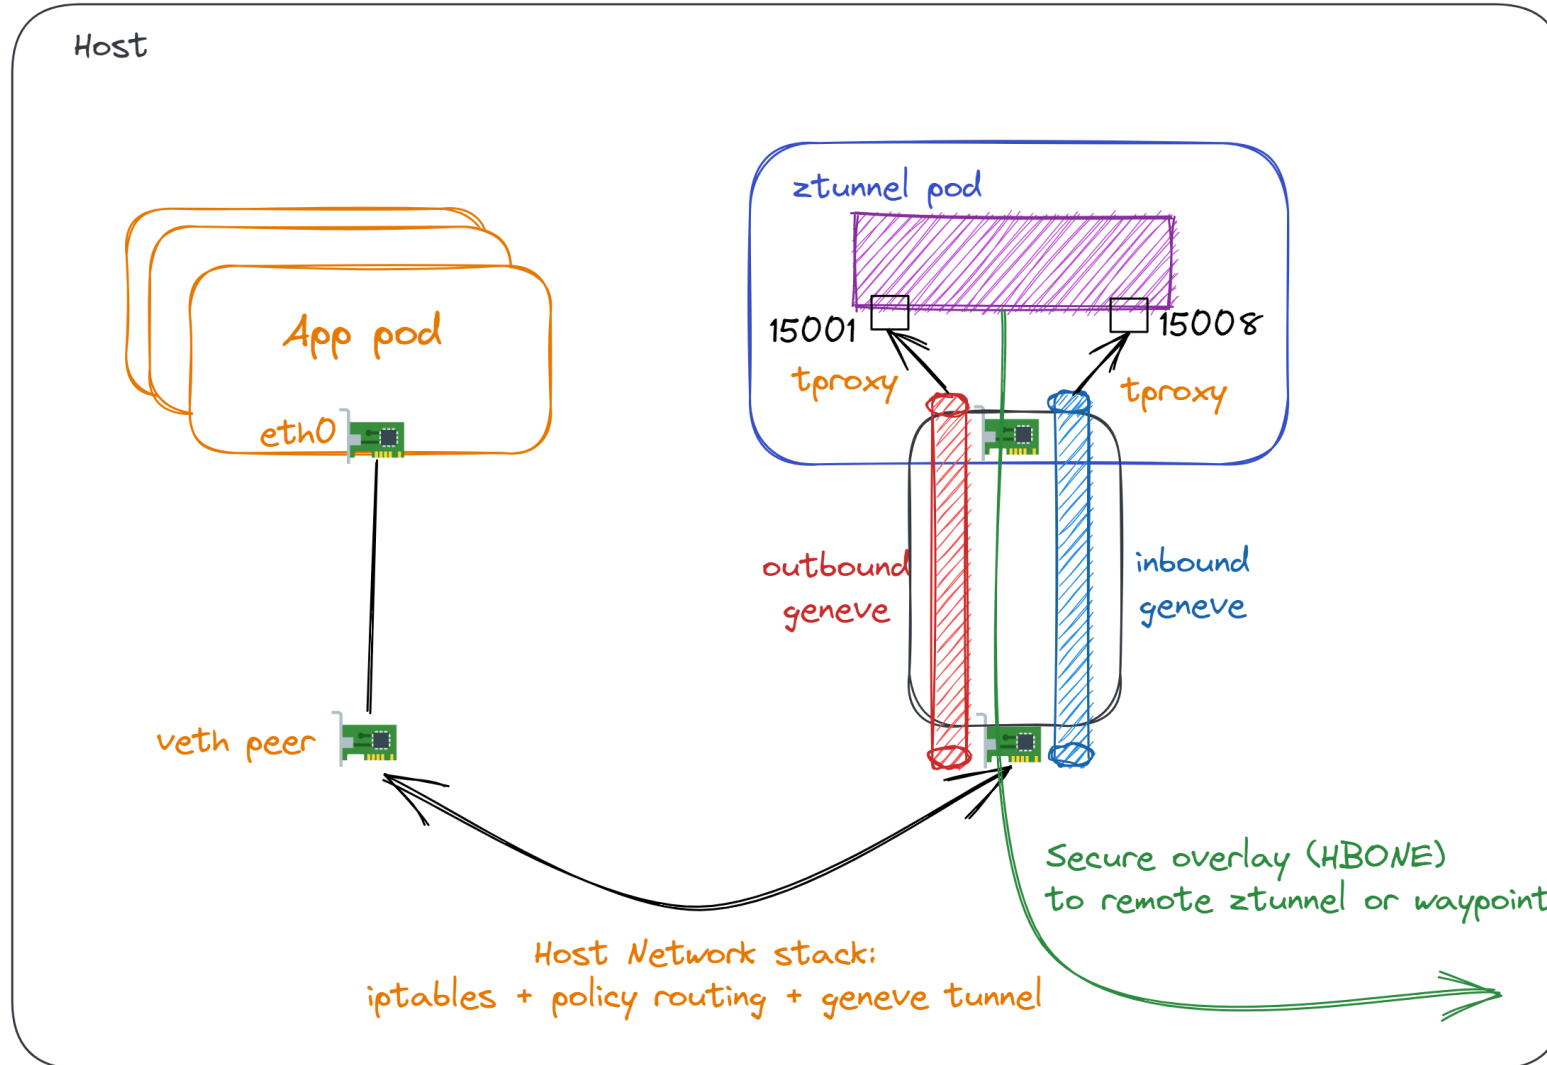 Host
ztunnel pod
App pod
15001
15008
tproxy
tproxy
eth0
outbound
geneve
inbound
geneve
veth peer
Secure overlay (HBONE)
to remote ztunnel or waypoint
Host Network stack:
iptables + policy routing + geneve tunnel